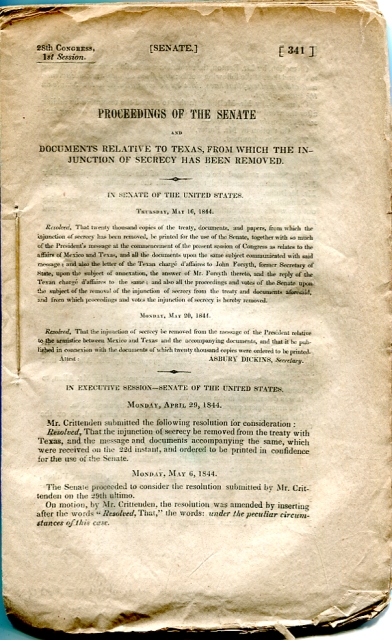 28th Congress, [SENATE.] [ 341 ]
1st Session.
PROCEEDINGS OF THE SENATE
AND
DOCUMENTS RELATIVE TO TEXAS, FROM WHICH THE IN-
JUNCTION OF SECRECY HAS BEEN REMOVED.
IN SENATE OF THE UNITED STATES.
Thursday, May 16, 1844.
Resolved, That twenty thousand copies of the treaty, documents, and papers, from which the
injunction of secrecy has been removed, be printed for the use of the Senate, together with so much
of the President's message at the commencement of the present session of Congress as relates to the
affairs of Mexico and Texas, and all the documents upon the same subject communicated with said
message; and also the letter of the Texan chargé d'affaires to John Forsyth, former Secretary of
State, upon the subject of annexation, the answer of Mr. Forsyth thereto, and the reply of the
Texan chargé d'affaires to the same; and also all the proceedings and votes of the Senate upon
the subject of the removal of the injunction of secrecy from the treaty and documents aforesaid,
and from which proceedings and votes the injunction of secrecy is hereby removed.
Monday, May 20, 1844.
Resolved, That the injunction of secrecy be removed from the message of the President relative
to the armistice between Mexico and Texas and the accompanying documents, and that it be pub-
lished in connection with the documents of which twenty thousand copies were ordered to be printed.
Attest: ASBURY DICKINS, Secretary.
IN EXECUTIVE SESSION—SENATE OF THE UNITED STATES.
Monday, April 29, 1844.
Mr. Crittenden submitted the following resolution for consideration:
Resolved, That the injunction of secrecy be removed from the treaty with
Texas, and the message and documents accompanying the same, which
were received on the 22d instant, and ordered to be printed in confidence
for the use of the Senate.
Monday, May 6, 1844.
The Senate proceeded to consider the resolution submitted by Mr. Crit-
tenden on the 29th ultimo.
On motion, by Mr. Crittenden, the resolution was amended by inserting
after the words "Resolved, That," the words: under the peculiar circum-
stances of this case.